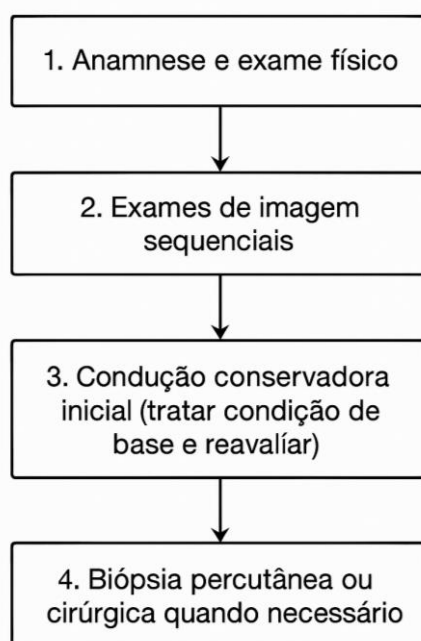 1. Anamnese e exame físico
2. Exames de imagem
sequenciais
3. Condução conservadora
inicial (tratar condição de
base e reavalíar)
4. Biópsia percutânea ou
cirúrgica quando necessário